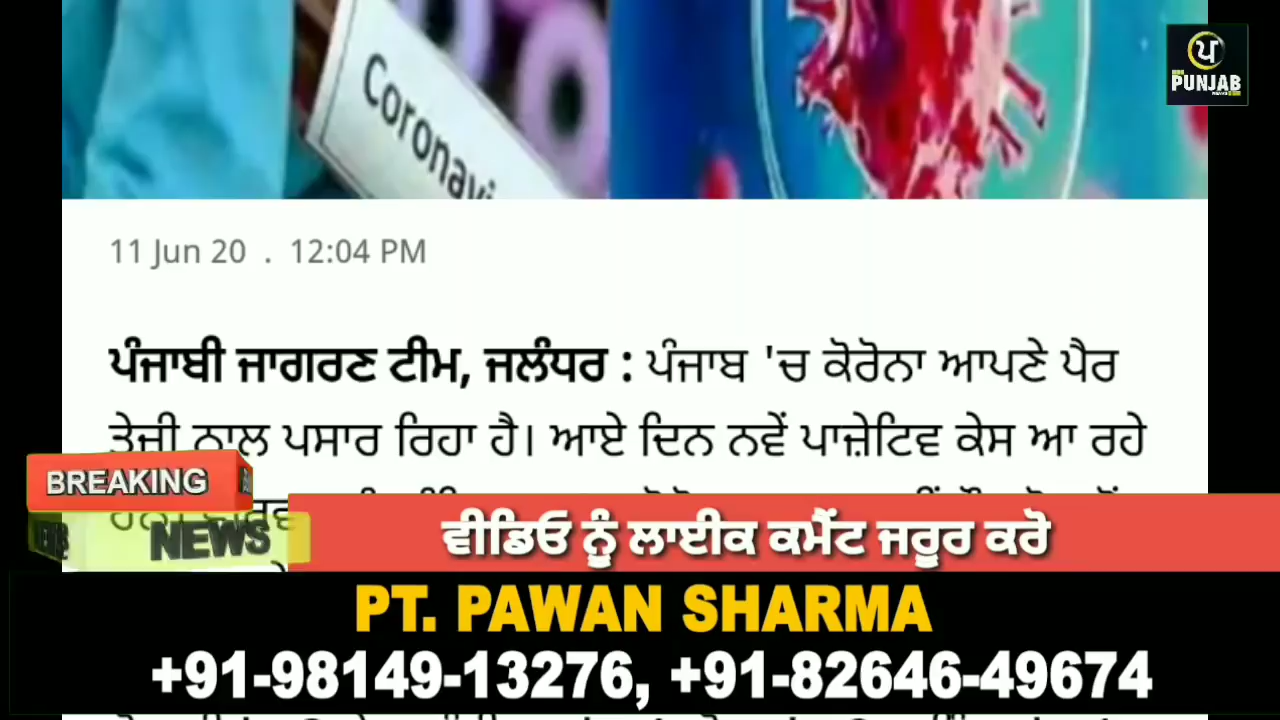 Coronavi
ਪ
PUNJAB
11 Jun 20 . 12:04 PM
ਪੰਜਾਬੀ ਜਾਗਰਣ ਟੀਮ, ਜਲੰਧਰ : ਪੰਜਾਬ 'ਚ ਕੋਰੋਨਾ ਆਪਣੇ ਪੈਰ
ਤੇਜ਼ੀ ਨਾਲ ਪਸਾਰ ਰਿਹਾ ਹੈ। ਆਏ ਦਿਨ ਨਵੇਂ ਪਾਜ਼ੇਟਿਵ ਕੇਸ ਆ ਰਹੇ
BREAKING
NEWS
ਵੀਡਿਓ ਨੂੰ ਲਾਈਕ ਕਮੈਂਟ ਜਰੂਰ ਕਰੋ
PT. PAWAN SHARMA
+91-98149-13276, +91-82646-49674